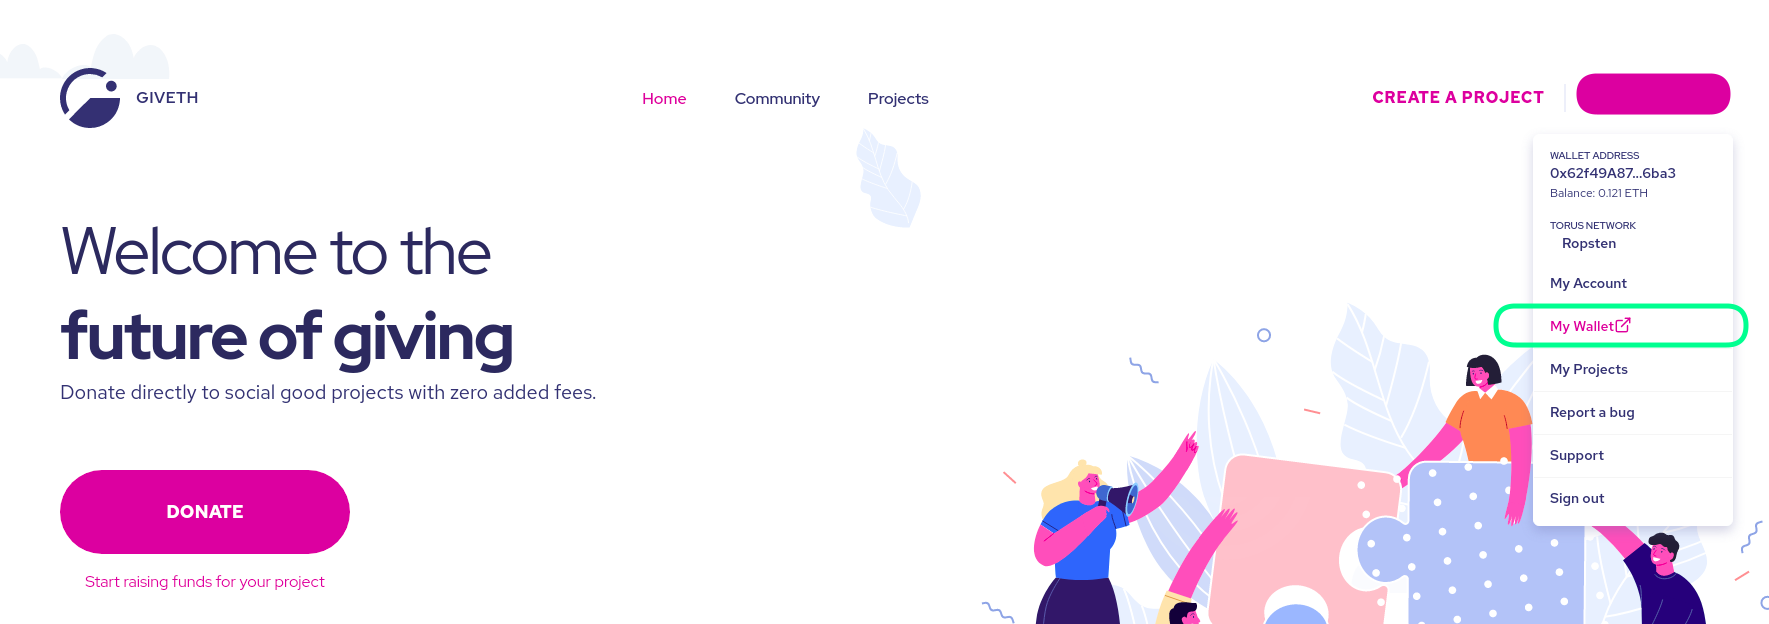 GIVETH
Home
Community
Projects
CREATE A PROJECT
WALLET ADDRESS
0x62f49A87...6ba3
Balance: 0.121 ETH
TORUS NETWORK
Ropsten
My Account
My Wallet
My Projects
Report a bug
Support
Sign out
Welcome to the
future of giving
Donate directly to social good projects with zero added fees.
DONATE
Start raising funds for your project